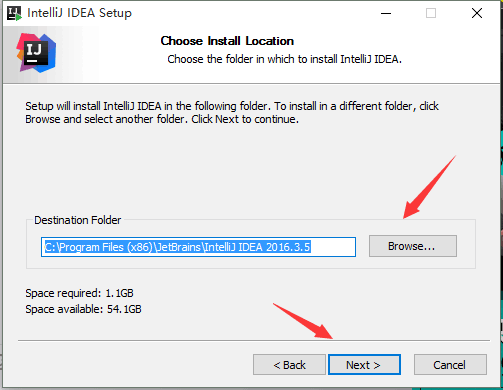 IntelliJ IDEA Setup
IJ
Choose Install Location
Choose the folder in which to install IntelliJ IDEA.
Setup will install IntelliJ IDEA in the following folder. To install in a different folder, click
Browse and select another folder. Click Next to continue.
Destination Folder
C:\Program Files (x86)\JetBrains\IntelliJ IDEA 2016.3.5
Browse...
Space required: 1.1GB
Space available: 54.1GB
< Back
Next >
Cancel